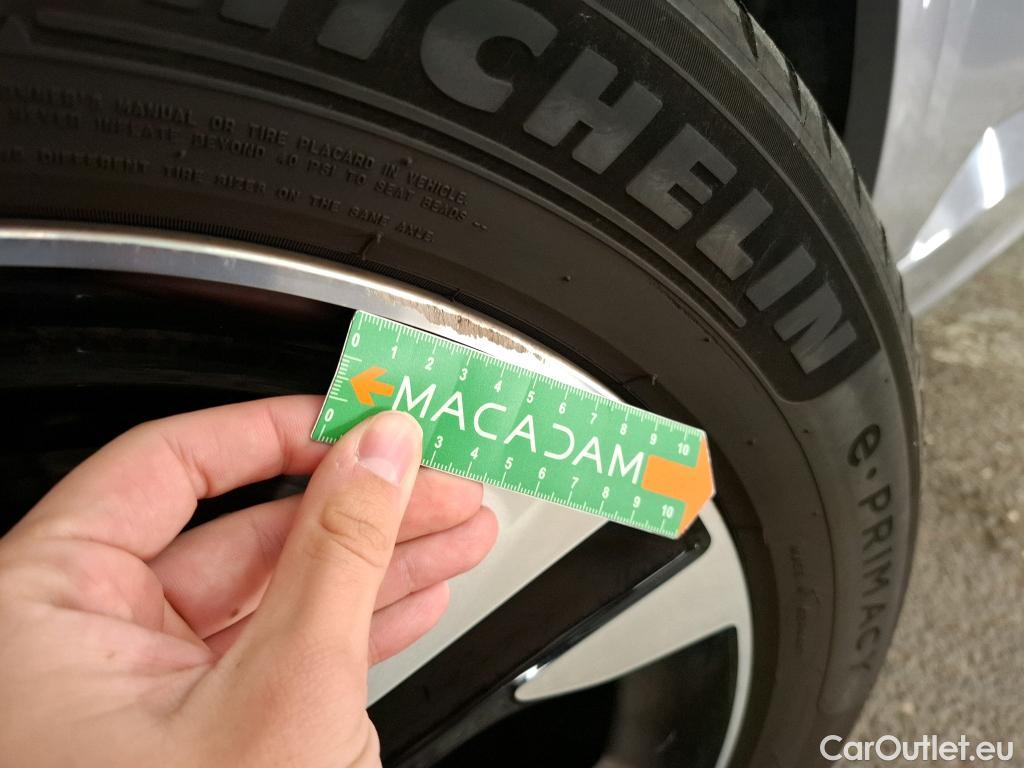 MICHELIN
e·PRIMACY
OWNER'S MANUAL OR TIRE PLACARD IN VEHICLE.
NEVER INFLATE BEYOND 40 PSI TO SEAT BEADS --
DIFFERENT TIRE SIZES ON THE SAME AXLE
0 1 2 3 4 5 6 7 8 9 10
MACADAM
0 3 4 5 6 7 8 9 10
CarOutlet.eu